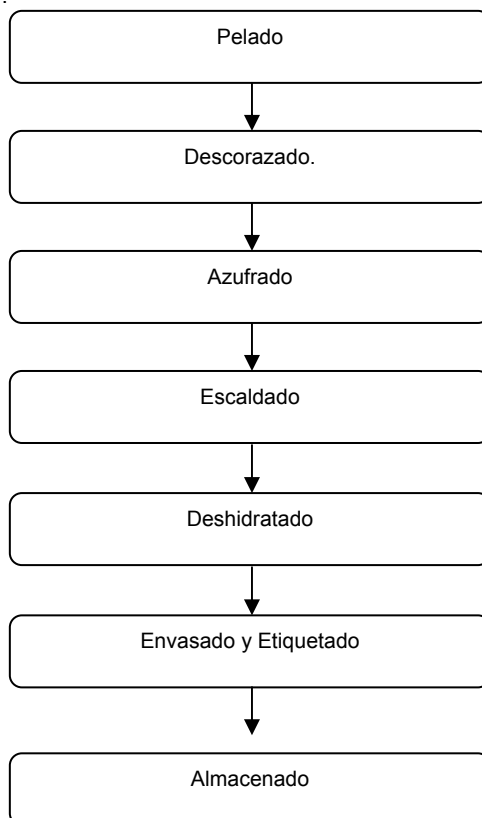 .
Pelado
Descorazado.
Azufrado
Escaldado
Deshidratado
Envasado y Etiquetado
Almacenado